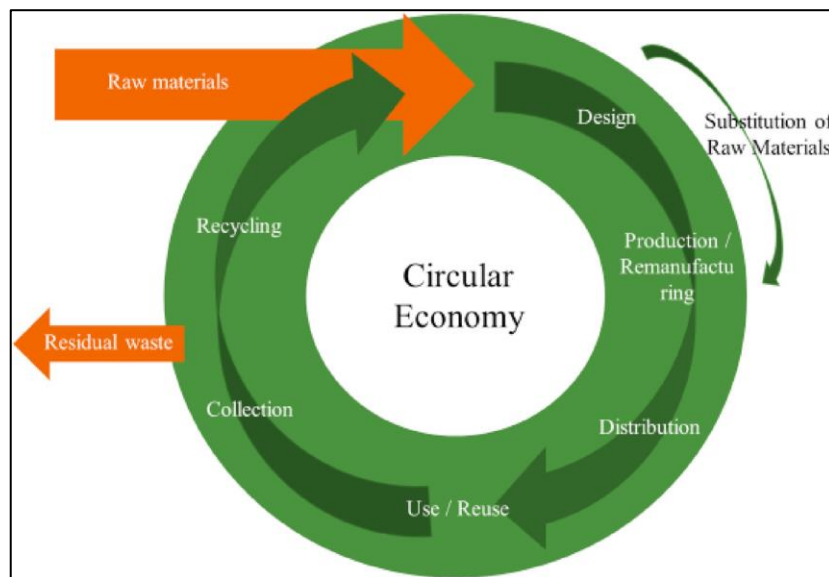 Raw materials
Design
Substitution of
Raw Materials
Recycling
Production /
Remanufactu
ring
Circular
Economy
Residual waste
Collection
Distribution
Use / Reuse